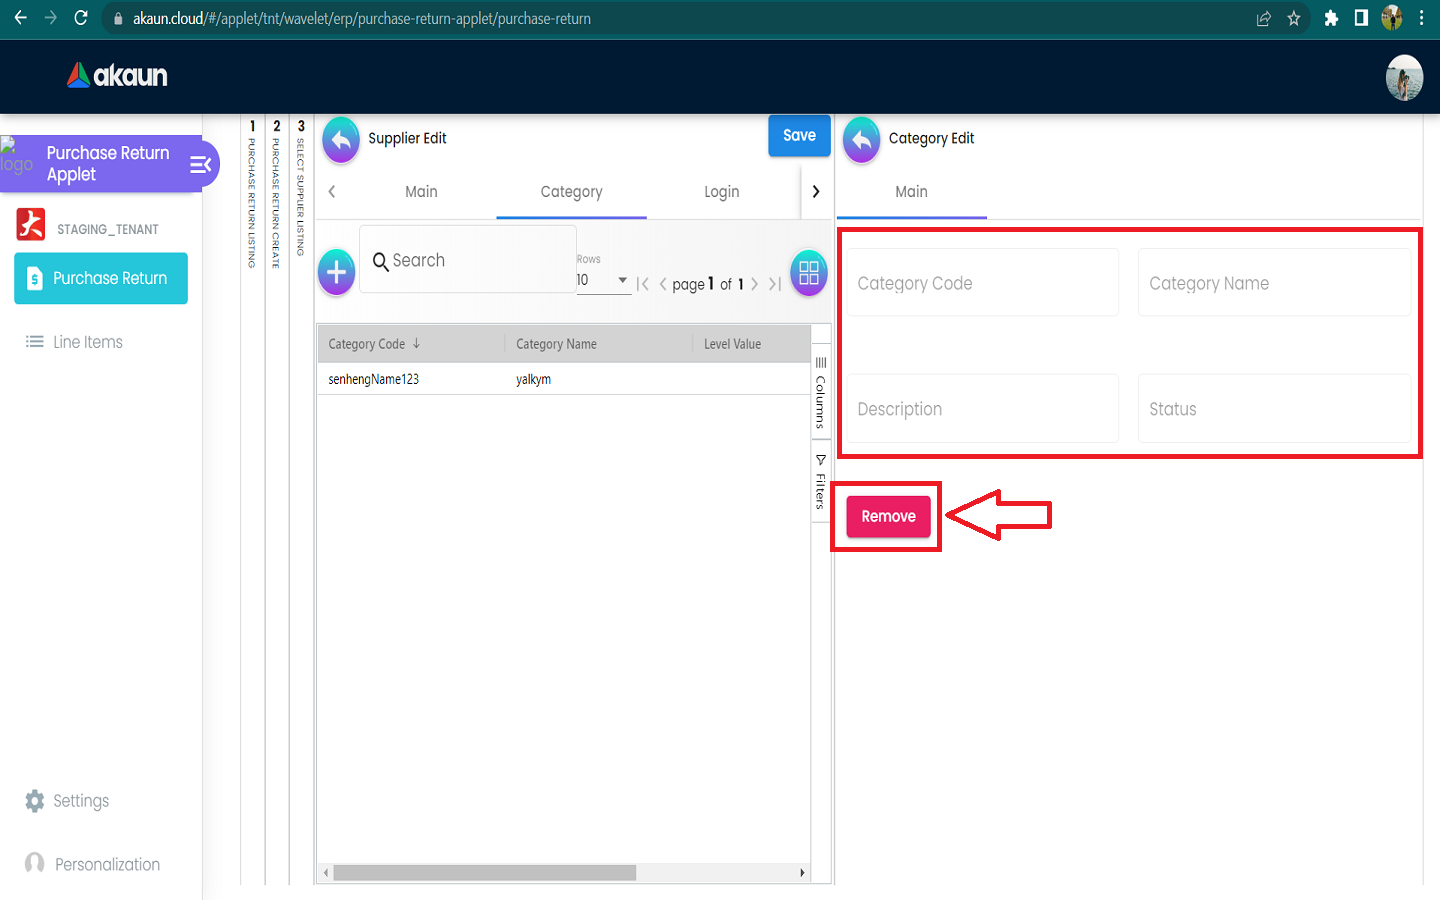 akaun.cloud/#/applet/tnt/wavelet/erp/purchase-return-applet/purchase-return
akaun
logo
Purchase Return
Applet
STAGING_TENANT
Purchase Return
Line Items
Settings
Personalization
1 PURCHASE RETURN LISTING
2 PURCHASE RETURN CREATE
3 SELECT SUPPLIER LISTING
Supplier Edit
Save
Main Category Login
Search
Rows
10
page 1 of 1
Category Code Category Name Level Value
senhengName123 yalkym
Columns
Filters
Category Edit
Main
Category Code Category Name
Description Status
Remove